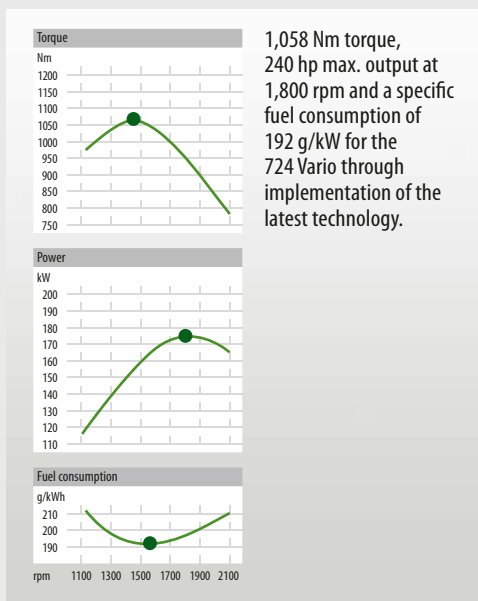 Torque
Nm
1200
1150
1100
1050
1000
950
900
850
800
750
Power
kW
200
190
180
170
160
150
140
130
120
110
Fuel consumption
g/kWh
210
200
190
rpm 1100 1300 1500 1700 1900 2100
1,058 Nm torque,
240 hp max. output at
1,800 rpm and a specific
fuel consumption of
192 g/kW for the
724 Vario through
implementation of the
latest technology.